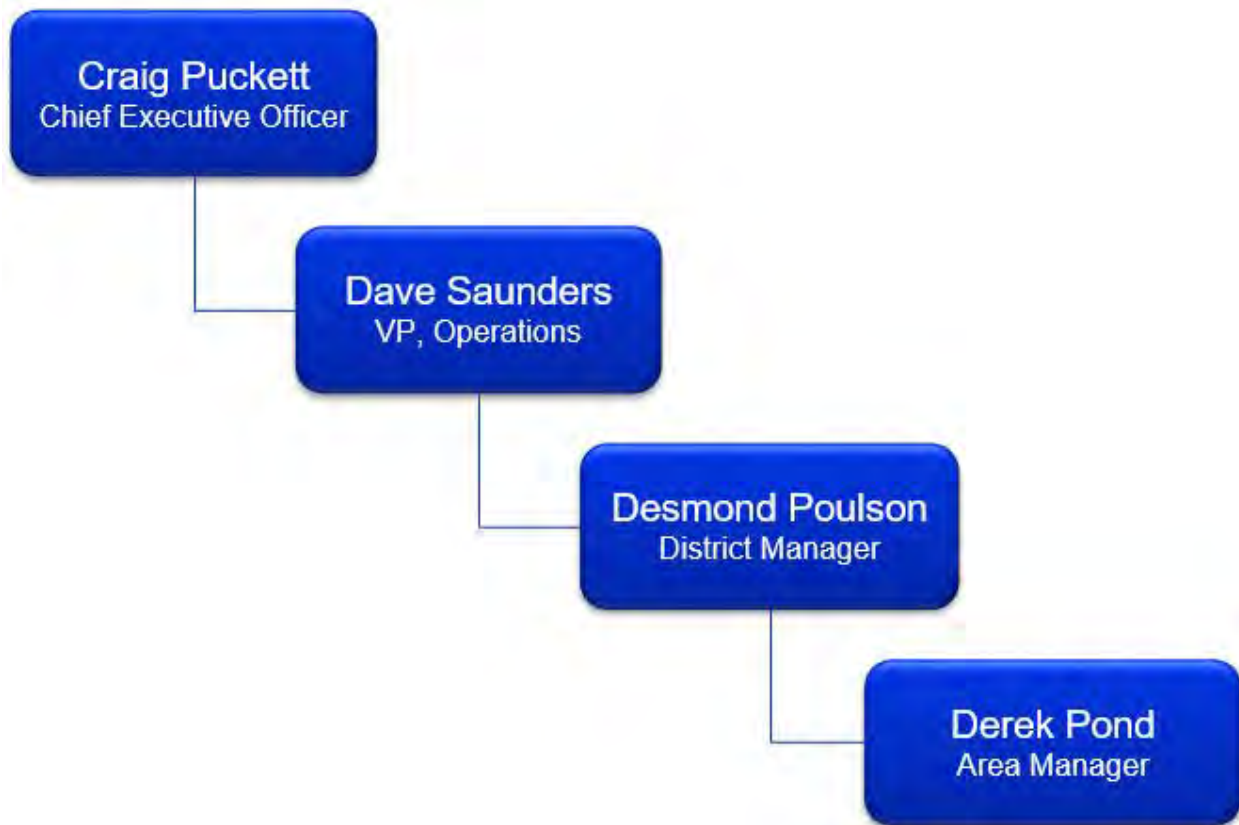 Craig Puckett
Chief Executive Officer
Dave Saunders
VP, Operations
Desmond Poulson
District Manager
Derek Pond
Area Manager